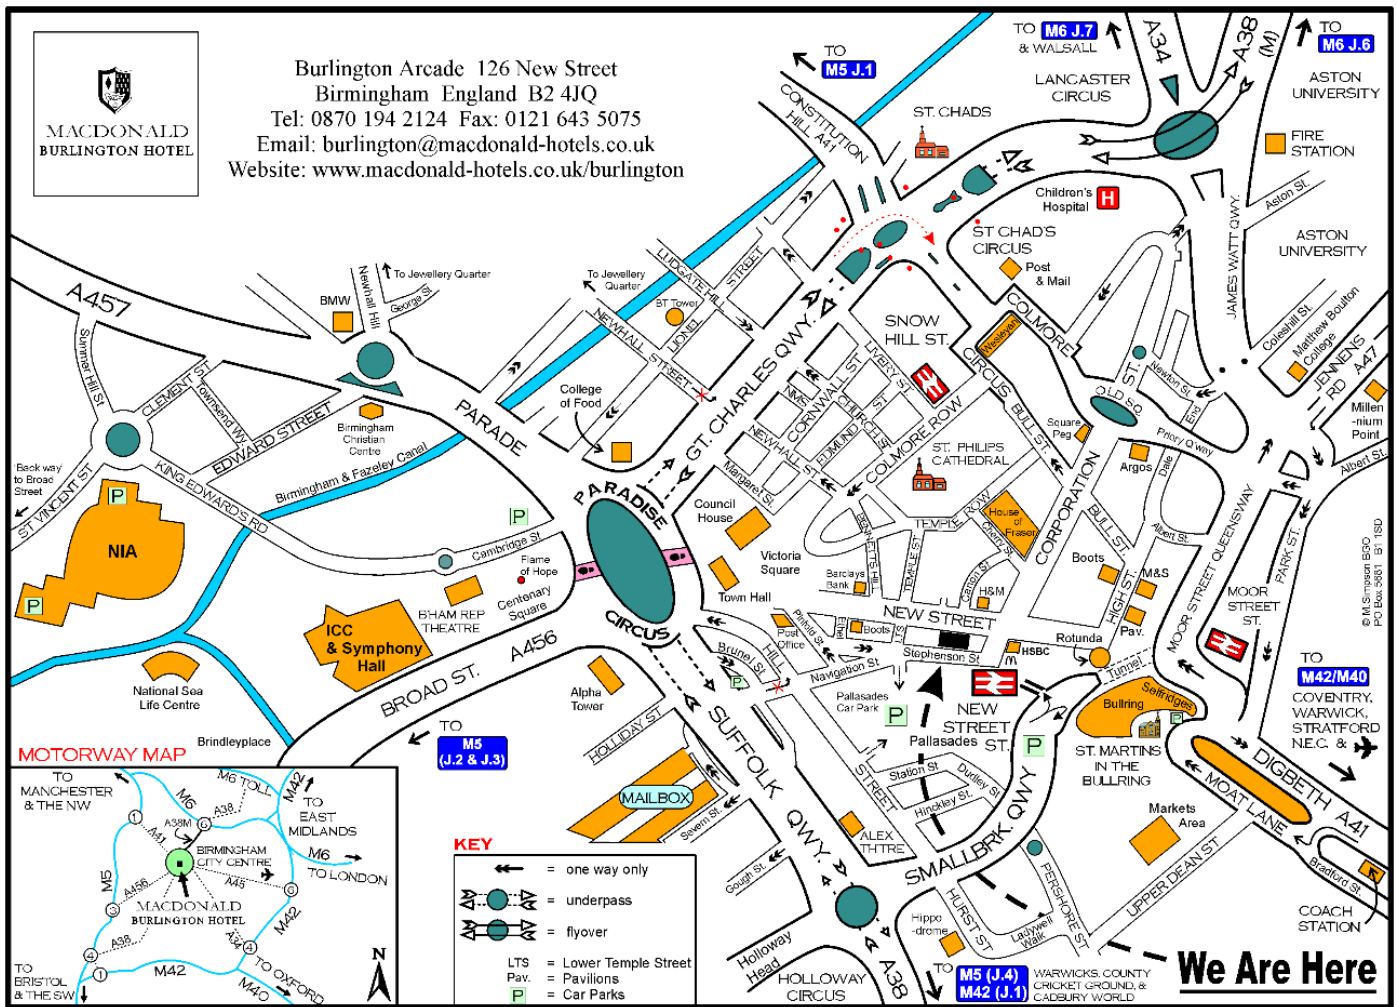 MACDONALD
BURLINGTON HOTEL
Burlington Arcade 126 New Street
Birmingham England B2 4JQ
Tel: 0870 194 2124 Fax: 0121 643 5075
Email: burlington@macdonald-hotels.co.uk
Website: www.macdonald-hotels.co.uk/burlington
TO
M5 J.1
TO M6 J.7
& WALSALL
A34
A38
(M)
TO
M6 J.6
LANCASTER
CIRCUS
ASTON
UNIVERSITY
FIRE
STATION
CONSTITUTION
HILL A41
ST. CHADS
Children's
Hospital
H
Aston St.
JAMES WATT QWY.
ASTON
UNIVERSITY
ST CHAD'S
CIRCUS
Post
& Mail
A457
Summer Hill St.
BMW
Newhall Hill
George St.
To Jewellery Quarter
To Jewellery
Quarter
LUDGATE HILL
STREET
BT Tower
LIONEL
NEWHALL STREET
GT. CHARLES QWY.
SNOW
HILL ST.
Wesleyan
COLMORE
CIRCUS
Coleshill St.
Matthew Boulton
College
JENNENS
RD A47
Millen
-nium
Point
Albert St.
CLEMENT ST.
Townsend Wy.
EDWARD STREET
Birmingham
Christian
Centre
PARADE
College
of Food
LIVERY ST.
CORNWALL ST
NMS
CHURCH ST
EDMUND
NEWHALL ST.
Margaret St.
COLMORE ROW
BULL ST.
ST. PHILIPS
CATHEDRAL
Square
Peg
OLD SQ.
ST.
Newton St.
End
Priory Q'way
Argos
Dale
'Back way'
to Broad
Street
ST VINCENT ST
KING EDWARD'S RD
Birmingham & Fazeley Canal
P
NIA
P
P
Cambridge St
Flame
of Hope
Centenary
Square
B'HAM REP
THEATRE
ICC
& Symphony
Hall
PARADISE
CIRCUS
Council
House
Victoria
Square
Town Hall
TEMPLE ROW
BENNETTS HILL
TEMPLE ST.
Cherry St.
Canon St.
House
of
Fraser
CORPORATION
BULL ST.
Albert St.
Boots
HIGH ST.
M&S
Pav.
MOOR STREET QUEENSWAY
PARK ST.
MOOR
STREET
ST.
© M.Simpson BGO
PO Box 5681 B1 1SD
Barclays
Bank
H&M
NEW STREET
Post
Office
Pinfold St.
Ethel
Boots
LTS
Stephenson St.
HSBC
Rotunda
Tunnel
HILL
Brunel St.
P
Navigation St.
Pallasades
Car Park
P
NEW
STREET
ST.
Pallasades
P
Selfridges
Bullring
P
ST. MARTINS
IN THE
BULLRING
TO
M42/M40
COVENTRY,
WARWICK,
STRATFORD
N.E.C. &
National Sea
Life Centre
Brindleyplace
BROAD ST. A456
TO
M5
(J.2 & J.3)
Alpha
Tower
HOLLIDAY ST
MAILBOX
Severn St.
SUFFOLK QWY.
STREET
Station St
Dudley St
Hinckley St.
ALEX
THTRE
SMALLBRK. QWY
DIGBETH
A41
MOAT LANE
Markets
Area
UPPER DEAN ST
Bradford St.
COACH
STATION
PERSHORE ST
Ladywell
Walk
HURST ST
Hippo
-drome
Gough St.
Holloway
Head
HOLLOWAY
CIRCUS
A38
TO
M5 (J.4)
M42 (J.1)
WARWICKS. COUNTY
CRICKET GROUND, &
CADBURY WORLD
We Are Here
MOTORWAY MAP
TO
MANCHESTER
& THE NW
M6
A38
M6 TOLL
M42
TO
EAST
MIDLANDS
1
A41
A38M
6
M6
TO LONDON
BIRMINGHAM
CITY CENTRE
M5
A456
A45
6
MACDONALD
BURLINGTON HOTEL
3
M42
A38
A34
4
4
1
M42
TO OXFORD
M40
TO
BRISTOL
& THE SW
N
KEY
= one way only
= underpass
= flyover
LTS = Lower Temple Street
Pav. = Pavilions
P = Car Parks